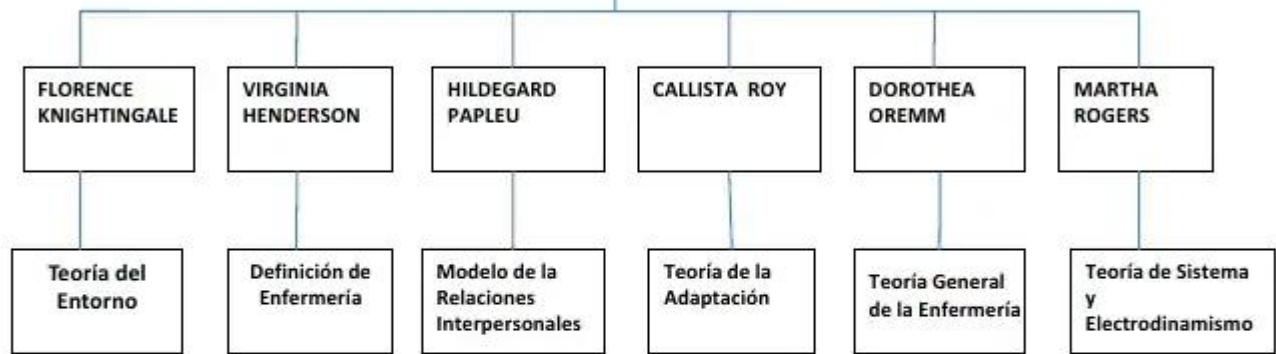 FLORENCE
KNIGHTINGALE
VIRGINIA
HENDERSON
HILDEGARD
PAPLEU
CALLISTA ROY
DOROTHEA
OREMM
MARTHA
ROGERS
Teoría del
Entorno
Definición de
Enfermería
Modelo de la
Relaciones
Interpersonales
Teoría de la
Adaptación
Teoría General
de la Enfermería
Teoría de Sistema
y
Electrodinamismo